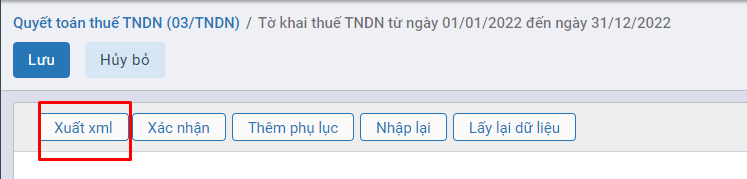 Quyết toán thuế TNDN (03/TNDN) / Tờ khai thuế TNDN từ ngày 01/01/2022 đến ngày 31/12/2022
Lưu Hủy bỏ
Xuất xml Xác nhận Thêm phụ lục Nhập lại Lấy lại dữ liệu